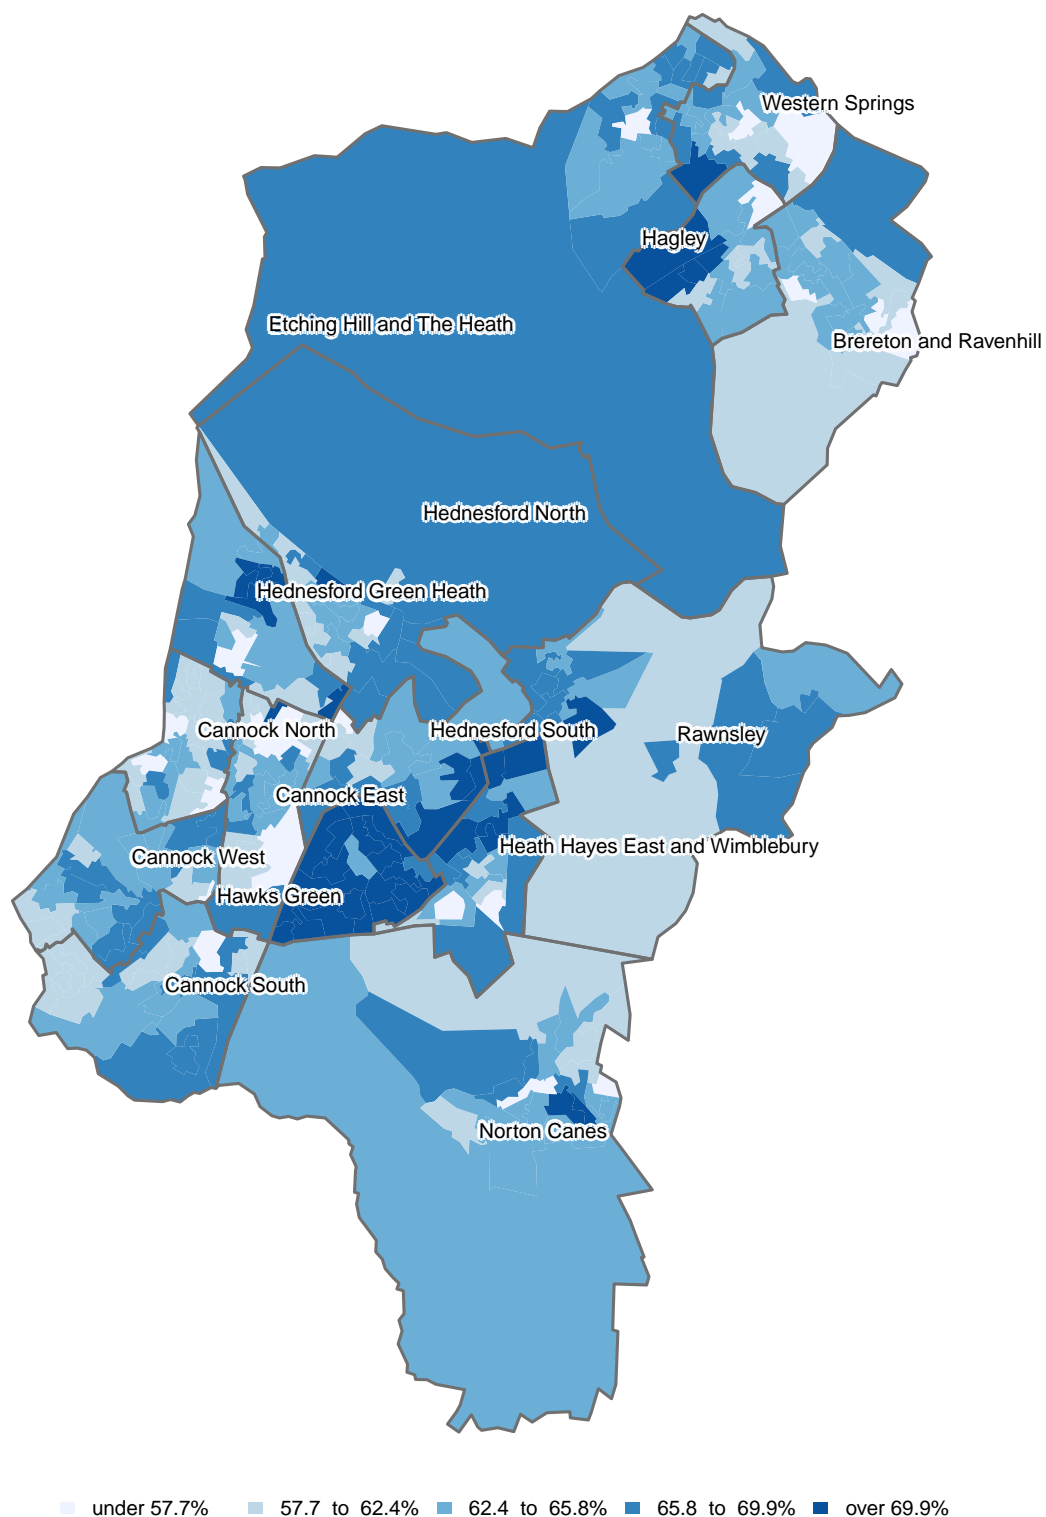 Western Springs
Hagley
Etching Hill and The Heath
Brereton and Ravenhill
Hednesford North
Hednesford Green Heath
Cannock North
Hednesford South
Rawnsley
Cannock East
Heath Hayes East and Wimblebury
Cannock West
Hawks Green
Cannock South
Norton Canes
under 57.7% 57.7 to 62.4% 62.4 to 65.8% 65.8 to 69.9% over 69.9%